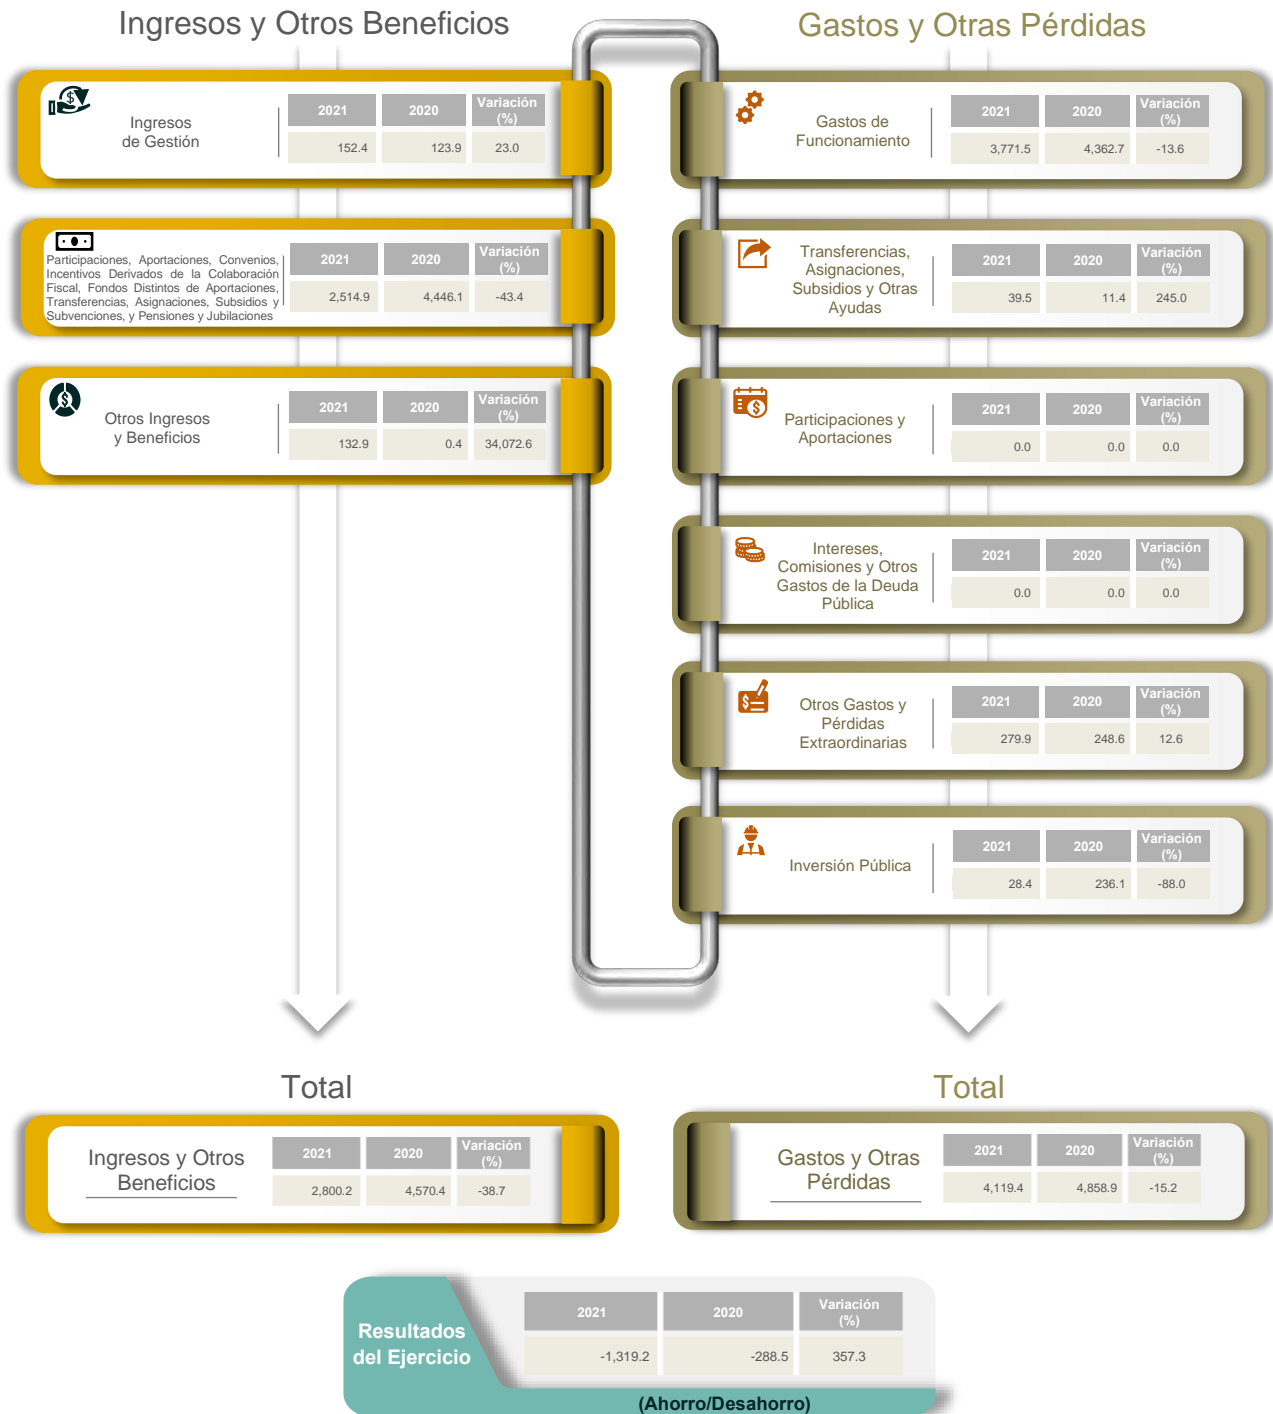 Ingresos y Otros Beneficios
Ingresos
de Gestión
2021 2020 Variación
(%)
152.4 123.9 23.0
Participaciones, Aportaciones, Convenios,
Incentivos Derivados de la Colaboración
Fiscal, Fondos Distintos de Aportaciones,
Transferencias, Asignaciones, Subsidios y
Subvenciones, y Pensiones y Jubilaciones
2021 2020 Variación
(%)
2,514.9 4,446.1 -43.4
Otros Ingresos
y Beneficios
2021 2020 Variación
(%)
132.9 0.4 34,072.6
Gastos y Otras Pérdidas
Gastos de
Funcionamiento
2021 2020 Variación
(%)
3,771.5 4,362.7 -13.6
Transferencias,
Asignaciones,
Subsidios y Otras
Ayudas
2021 2020 Variación
(%)
39.5 11.4 245.0
Participaciones y
Aportaciones
2021 2020 Variación
(%)
0.0 0.0 0.0
Intereses,
Comisiones y Otros
Gastos de la Deuda
Pública
2021 2020 Variación
(%)
0.0 0.0 0.0
Otros Gastos y
Pérdidas
Extraordinarias
2021 2020 Variación
(%)
279.9 248.6 12.6
Inversión Pública
2021 2020 Variación
(%)
28.4 236.1 -88.0
Total
Ingresos y Otros
Beneficios
2021 2020 Variación
(%)
2,800.2 4,570.4 -38.7
Total
Gastos y Otras
Pérdidas
2021 2020 Variación
(%)
4,119.4 4,858.9 -15.2
Resultados
del Ejercicio
2021 2020 Variación
(%)
-1,319.2 -288.5 357.3
(Ahorro/Desahorro)